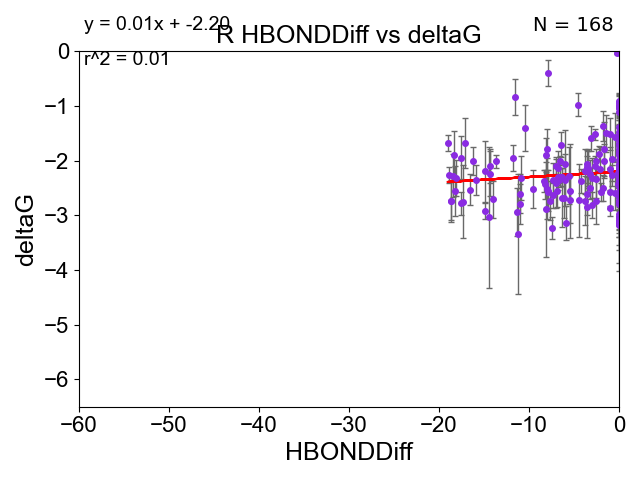 y = 0.01x + -2.20
R HBONDDiff vs deltaG
N = 168
r^2 = 0.01
0
−1
−2
−3
−4
−5
−6
deltaG
−60 −50 −40 −30 −20 −10 0
HBONDDiff